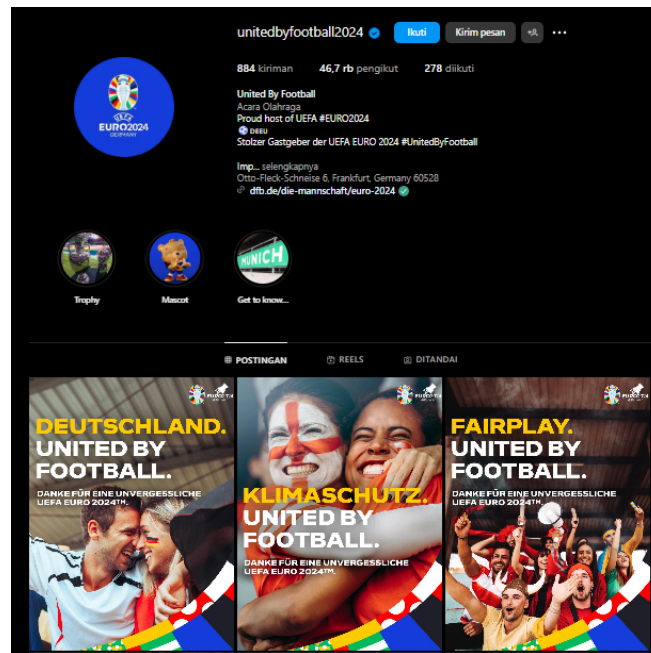 unitedbyfootball2024
Ikuti
Kirim pesan
884 kiriman 46,7 rb pengikut 278 diikuti
United By Football
Acara Olahraga
Proud host of UEFA #EURO2024
DEEU
Stolzer Gastgeber der UEFA EURO 2024 #UnitedByFootball
Imp... selengkapnya
Otto-Fleck-Schneise 6, Frankfurt, Germany 60528
dfb.de/die-mannschaft/euro-2024
UEFA
EURO2024
GERMANY
MUNICH
Trophy
Mascot
Get to know...
POSTINGAN
REELS
DITANDAI
DEUTSCHLAND.
UNITED BY
FOOTBALL.
DANKE FÜR EINE UNVERGESSLICHE
UEFA EURO 2024™.
KLIMASCHUTZ.
UNITED BY
FOOTBALL.
DANKE FÜR EINE UNVERGESSLICHE
UEFA EURO 2024™.
FAIRPLAY.
UNITED BY
FOOTBALL.
DANKE FÜR EINE UNVERGESSLICHE
UEFA EURO 2024™.